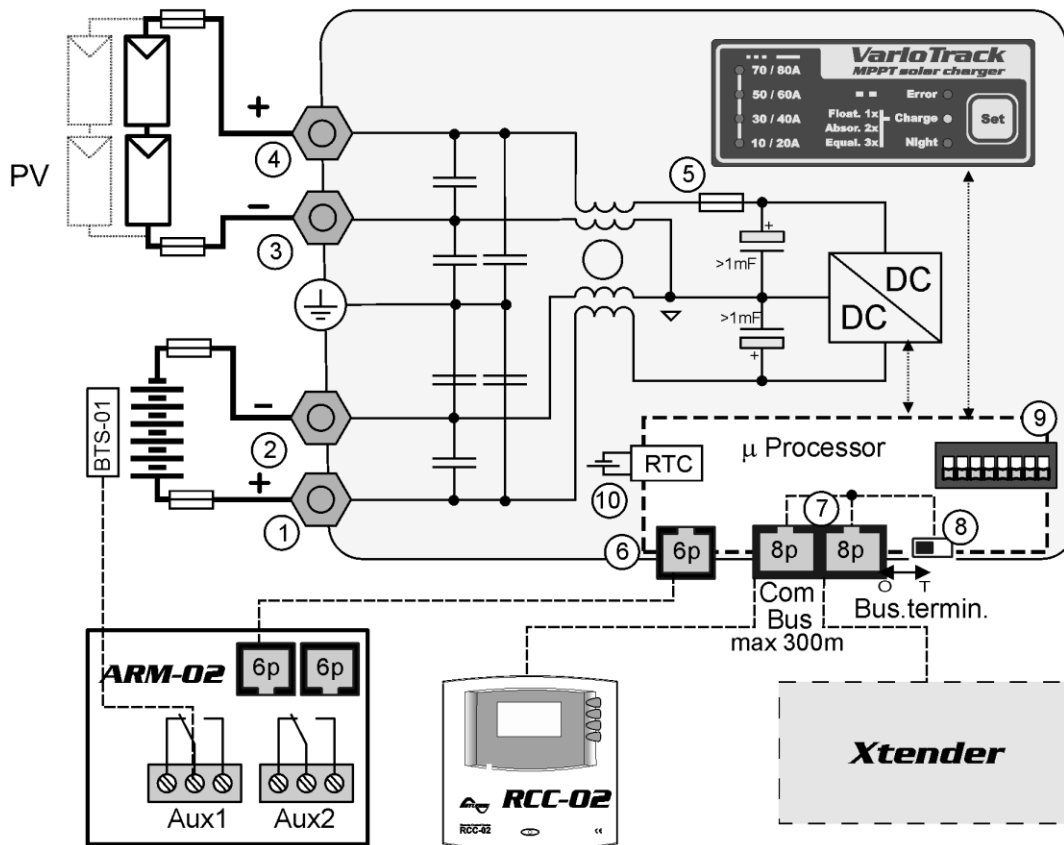 VarioTrack
MPPT solar charger
70 / 80A
50 / 60A
30 / 40A
10 / 20A
Float. 1x
Absor. 2x
Equal. 3x
Error
Charge
Night
Set
PV
+
4
−
3
5
+
>1mF
>1mF
+
DC
DC
BTS-01
−
2
+
1
μ Processor
9
RTC
10
7
8
6
6p
8p
8p
O
T
Com
Bus
max 300m
Bus.termin.
ARM-02
6p
6p
Aux1
Aux2
RCC-02
RCC-02
Xtender